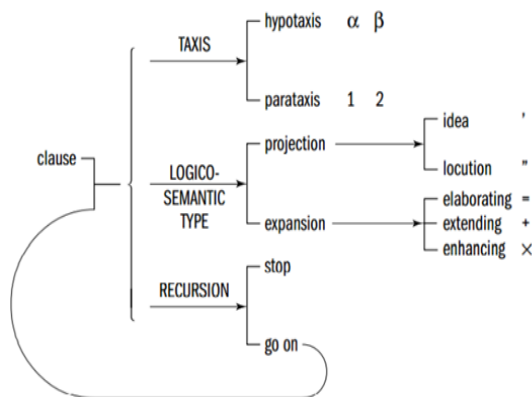 hypotaxis α β
TAXIS
parataxis 1 2
idea '
projection
clause
LOGICO-
SEMANTIC
TYPE
locution "
elaborating =
expansion
extending +
enhancing ×
stop
RECURSION
go on